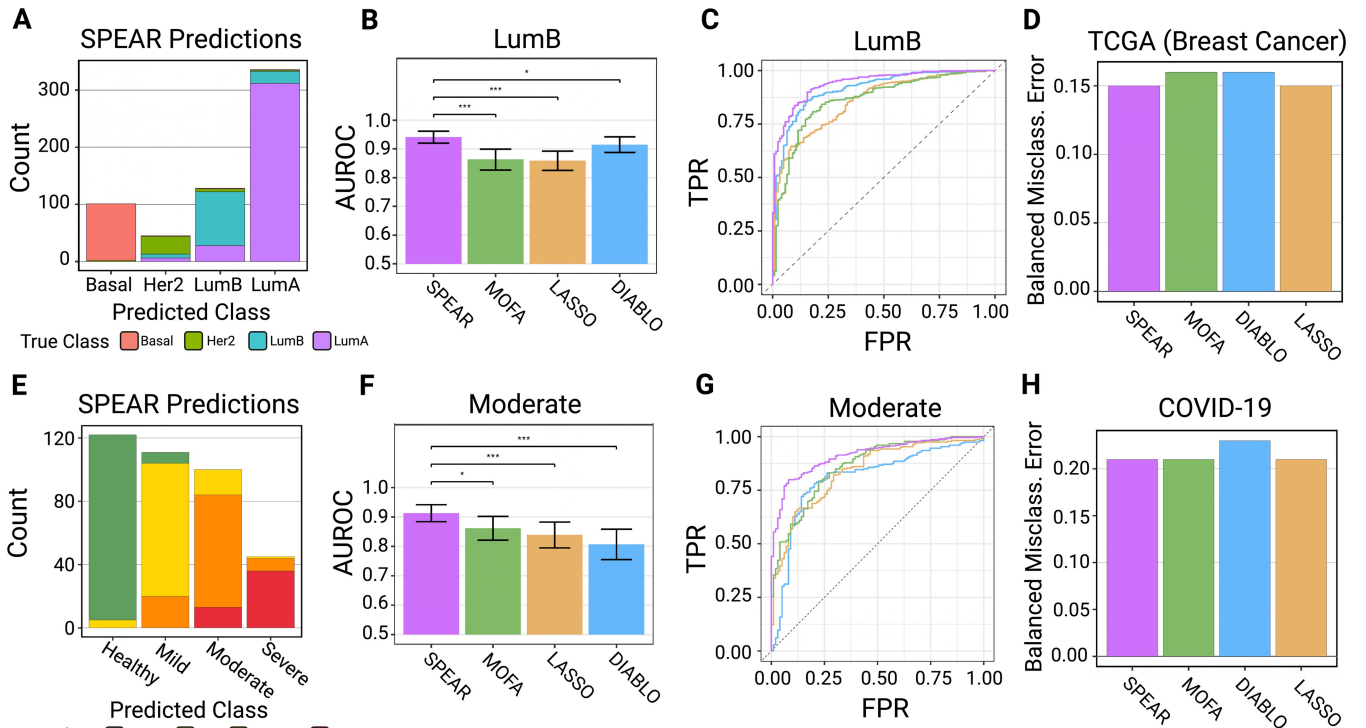 A
SPEAR Predictions
Count
300
200
100
0
Basal Her2 LumB LumA
Predicted Class
True Class Basal Her2 LumB LumA
B
LumB
*
***
***
AUROC
1.0
0.9
0.8
0.7
0.6
0.5
SPEAR MOFA LASSO DIABLO
C
LumB
TPR
1.00
0.75
0.50
0.25
0.00
0.00 0.25 0.50 0.75 1.00
FPR
D
TCGA (Breast Cancer)
Balanced Misclass. Error
0.15
0.10
0.05
0.00
SPEAR MOFA DIABLO LASSO
E
SPEAR Predictions
Count
120
80
40
0
Healthy Mild Moderate Severe
Predicted Class
F
Moderate
***
***
*
AUROC
1.0
0.9
0.8
0.7
0.6
0.5
SPEAR MOFA LASSO DIABLO
G
Moderate
TPR
1.00
0.75
0.50
0.25
0.00
0.00 0.25 0.50 0.75 1.00
FPR
H
COVID-19
Balanced Misclass. Error
0.20
0.15
0.10
0.05
0.00
SPEAR MOFA DIABLO LASSO